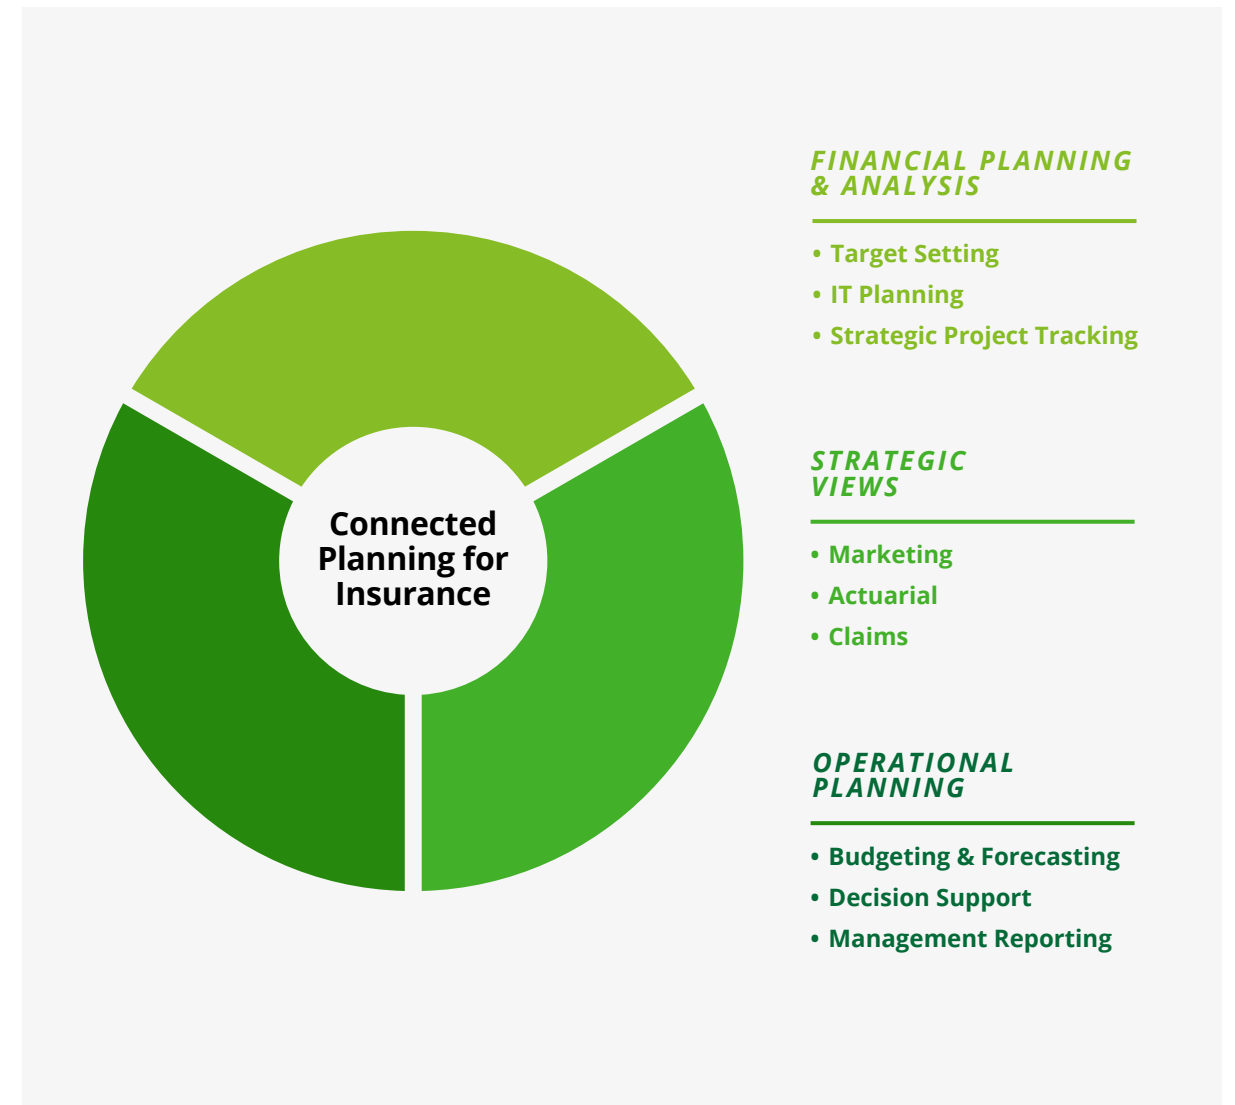 Connected
Planning for
Insurance
FINANCIAL PLANNING
& ANALYSIS
• Target Setting
• IT Planning
• Strategic Project Tracking
STRATEGIC
VIEWS
• Marketing
• Actuarial
• Claims
OPERATIONAL
PLANNING
• Budgeting & Forecasting
• Decision Support
• Management Reporting